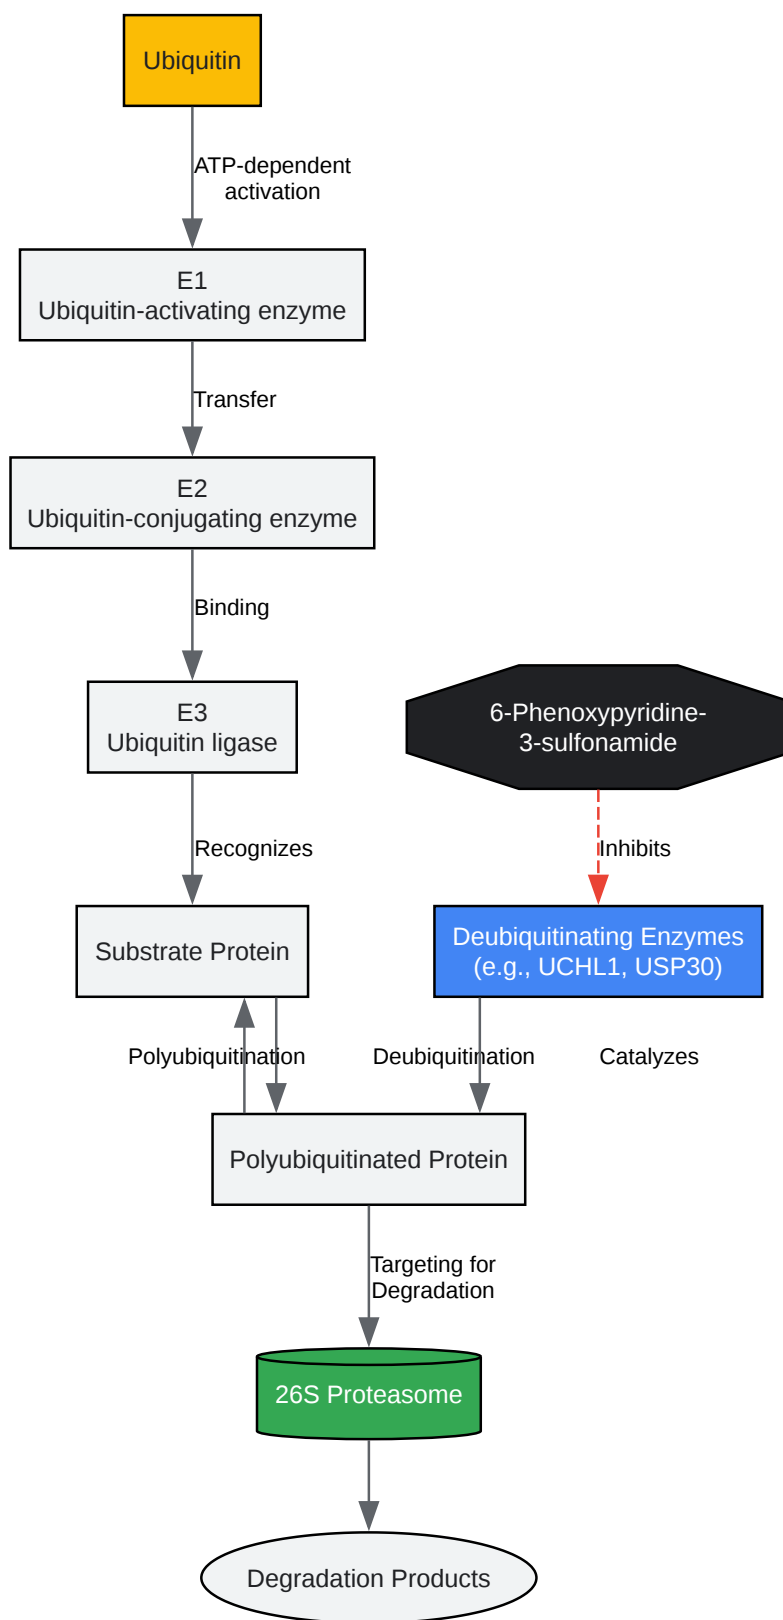 Ubiquitin
ATP-dependent
activation
E1
Ubiquitin-activating enzyme
Transfer
E2
Ubiquitin-conjugating enzyme
Binding
E3
Ubiquitin ligase
6-Phenoxypyridine-
3-sulfonamide
Recognizes
Inhibits
Substrate Protein
Deubiquitinating Enzymes
(e.g., UCHL1, USP30)
Polyubiquitination
Deubiquitination
Catalyzes
Polyubiquitinated Protein
Targeting for
Degradation
26S Proteasome
Degradation Products